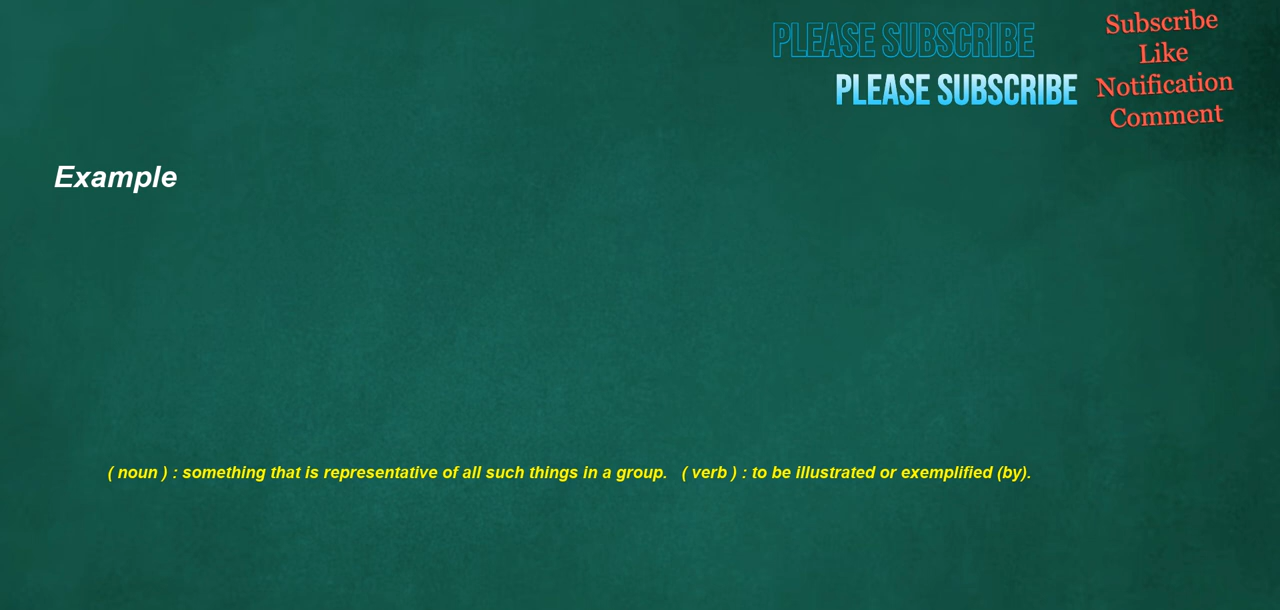 PLEASE SUBSCRIBE
PLEASE SUBSCRIBE
Subscribe
Like
Notification
Comment
Example
( noun ) : something that is representative of all such things in a group.   ( verb ) : to be illustrated or exemplified (by).